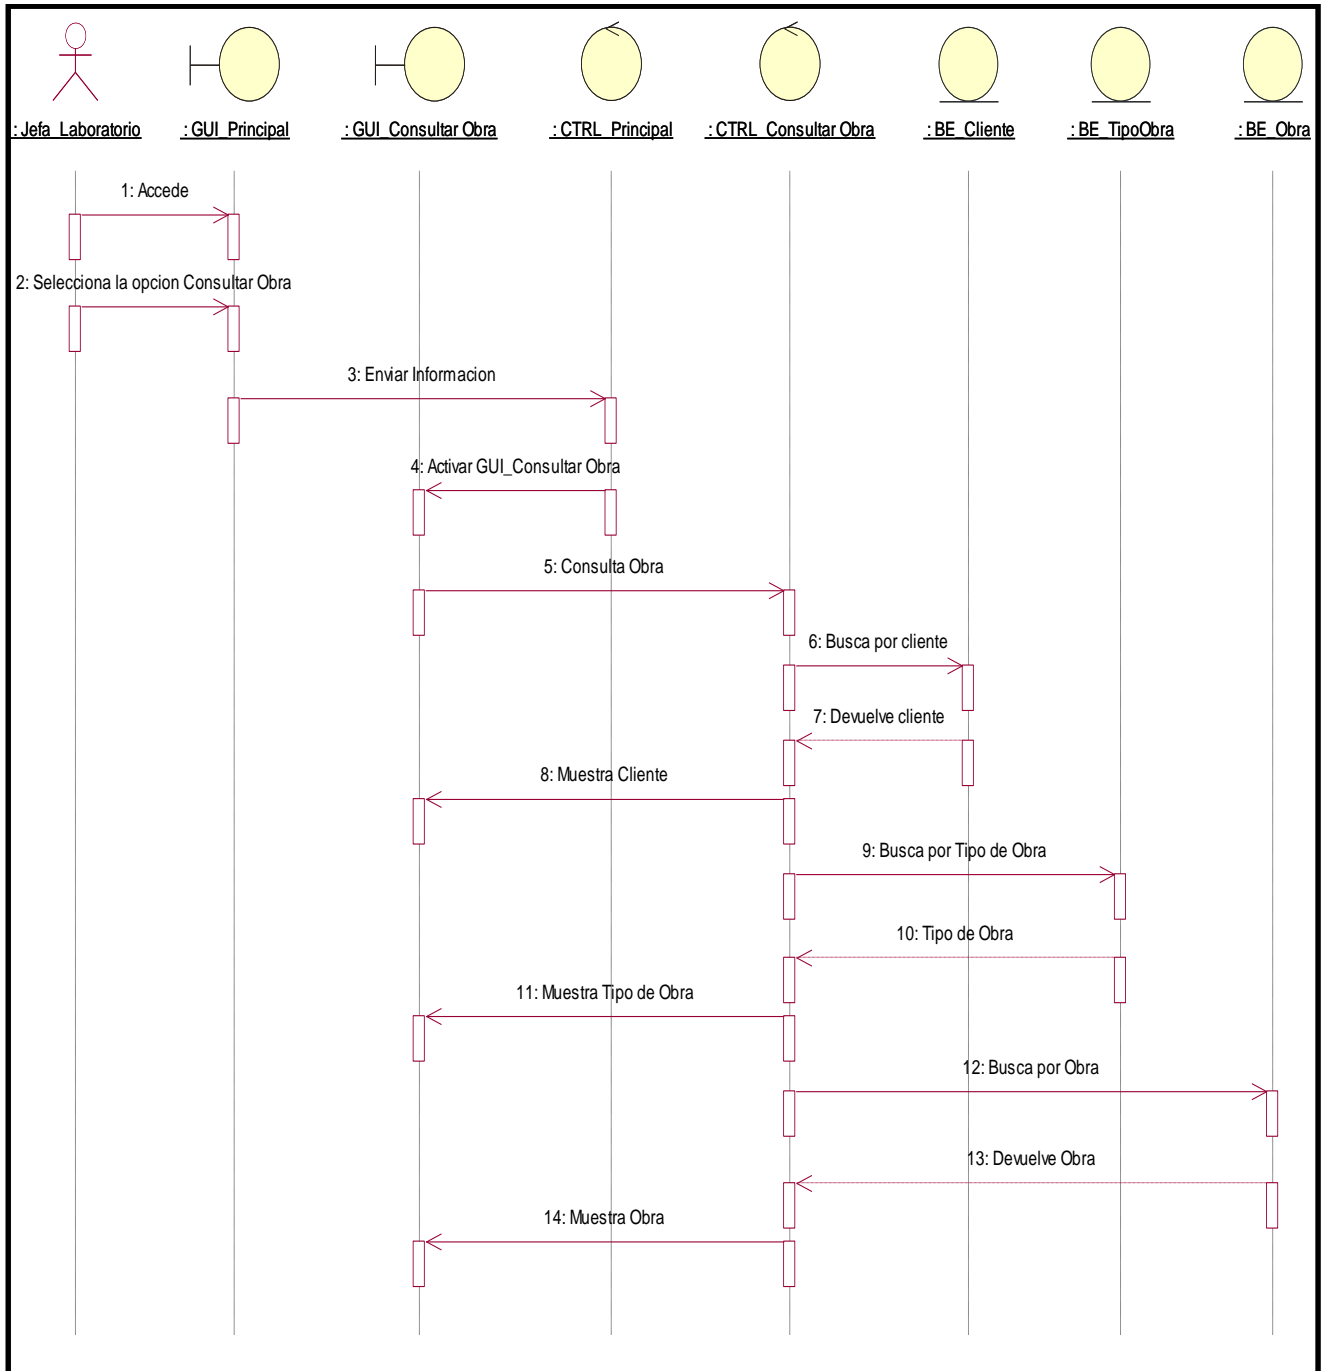 : Jefa_Laboratorio
: GUI_Principal
: GUI_Consultar Obra
: CTRL_Principal
: CTRL_Consultar Obra
: BE_Cliente
: BE_TipoObra
: BE_Obra
1: Accede
2: Selecciona la opcion Consultar Obra
3: Enviar Informacion
4: Activar GUI_Consultar Obra
5: Consulta Obra
6: Busca por cliente
7: Devuelve cliente
8: Muestra Cliente
9: Busca por Tipo de Obra
10: Tipo de Obra
11: Muestra Tipo de Obra
12: Busca por Obra
13: Devuelve Obra
14: Muestra Obra